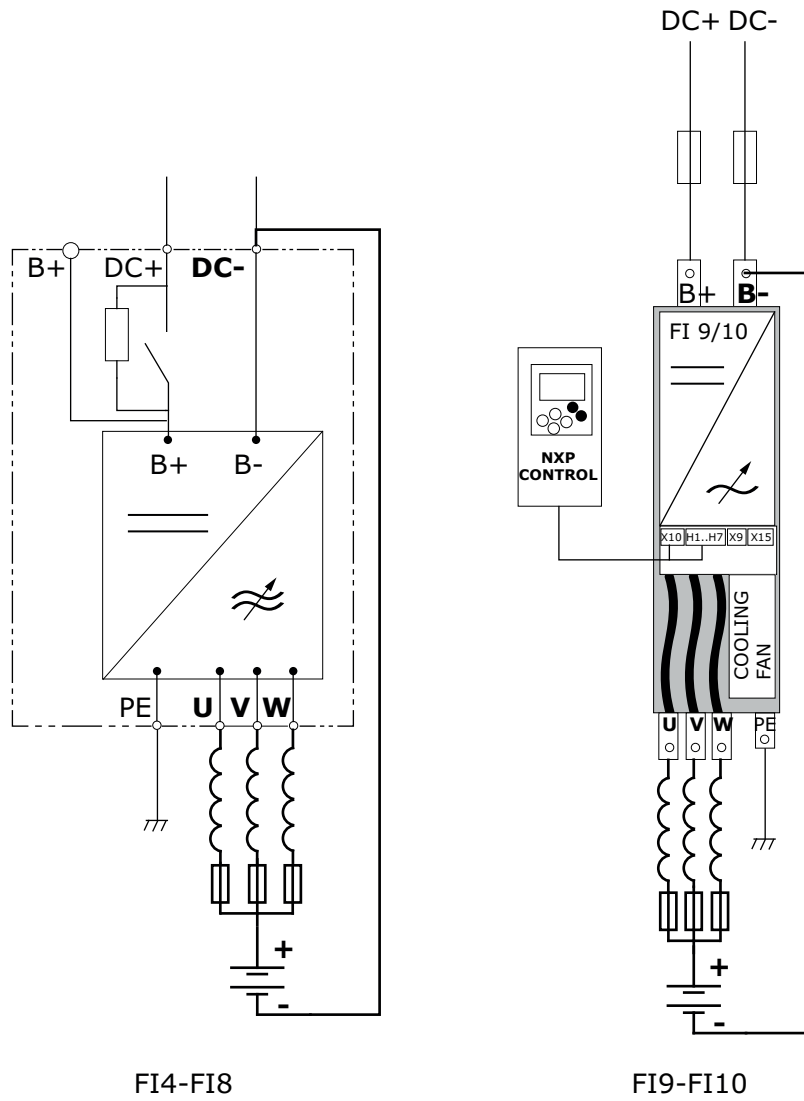 DC+ DC-
B+ DC+ DC-
B+ B-
PE U V W
+
-
FI4-FI8
B+ B-
FI 9/10
NXP
CONTROL
X10 H1..H7 X9 X15
COOLING
FAN
U V W PE
+
-
FI9-FI10